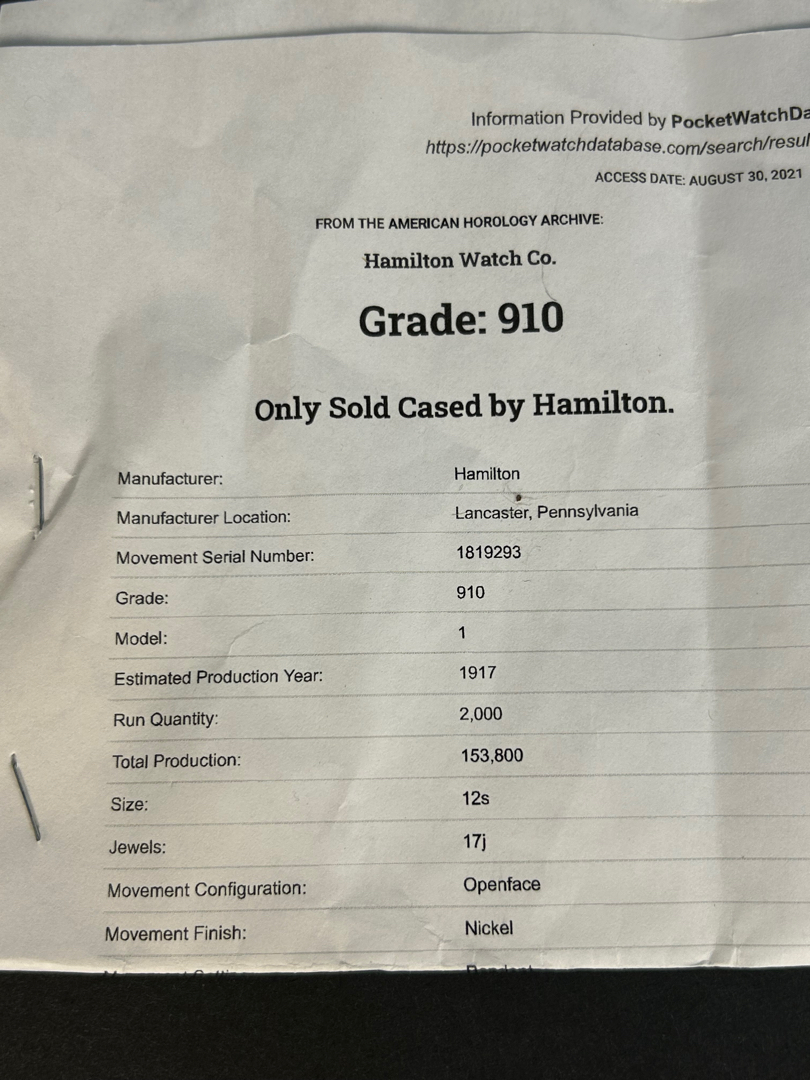 Information Provided by PocketWatchDa
https://pocketwatchdatabase.com/search/resul
ACCESS DATE: AUGUST 30, 2021
FROM THE AMERICAN HOROLOGY ARCHIVE:
Hamilton Watch Co.
Grade: 910
Only Sold Cased by Hamilton.
Manufacturer: Hamilton
Manufacturer Location: Lancaster, Pennsylvania
Movement Serial Number: 1819293
Grade: 910
Model: 1
Estimated Production Year: 1917
Run Quantity: 2,000
Total Production: 153,800
Size: 12s
Jewels: 17j
Movement Configuration: Openface
Movement Finish: Nickel